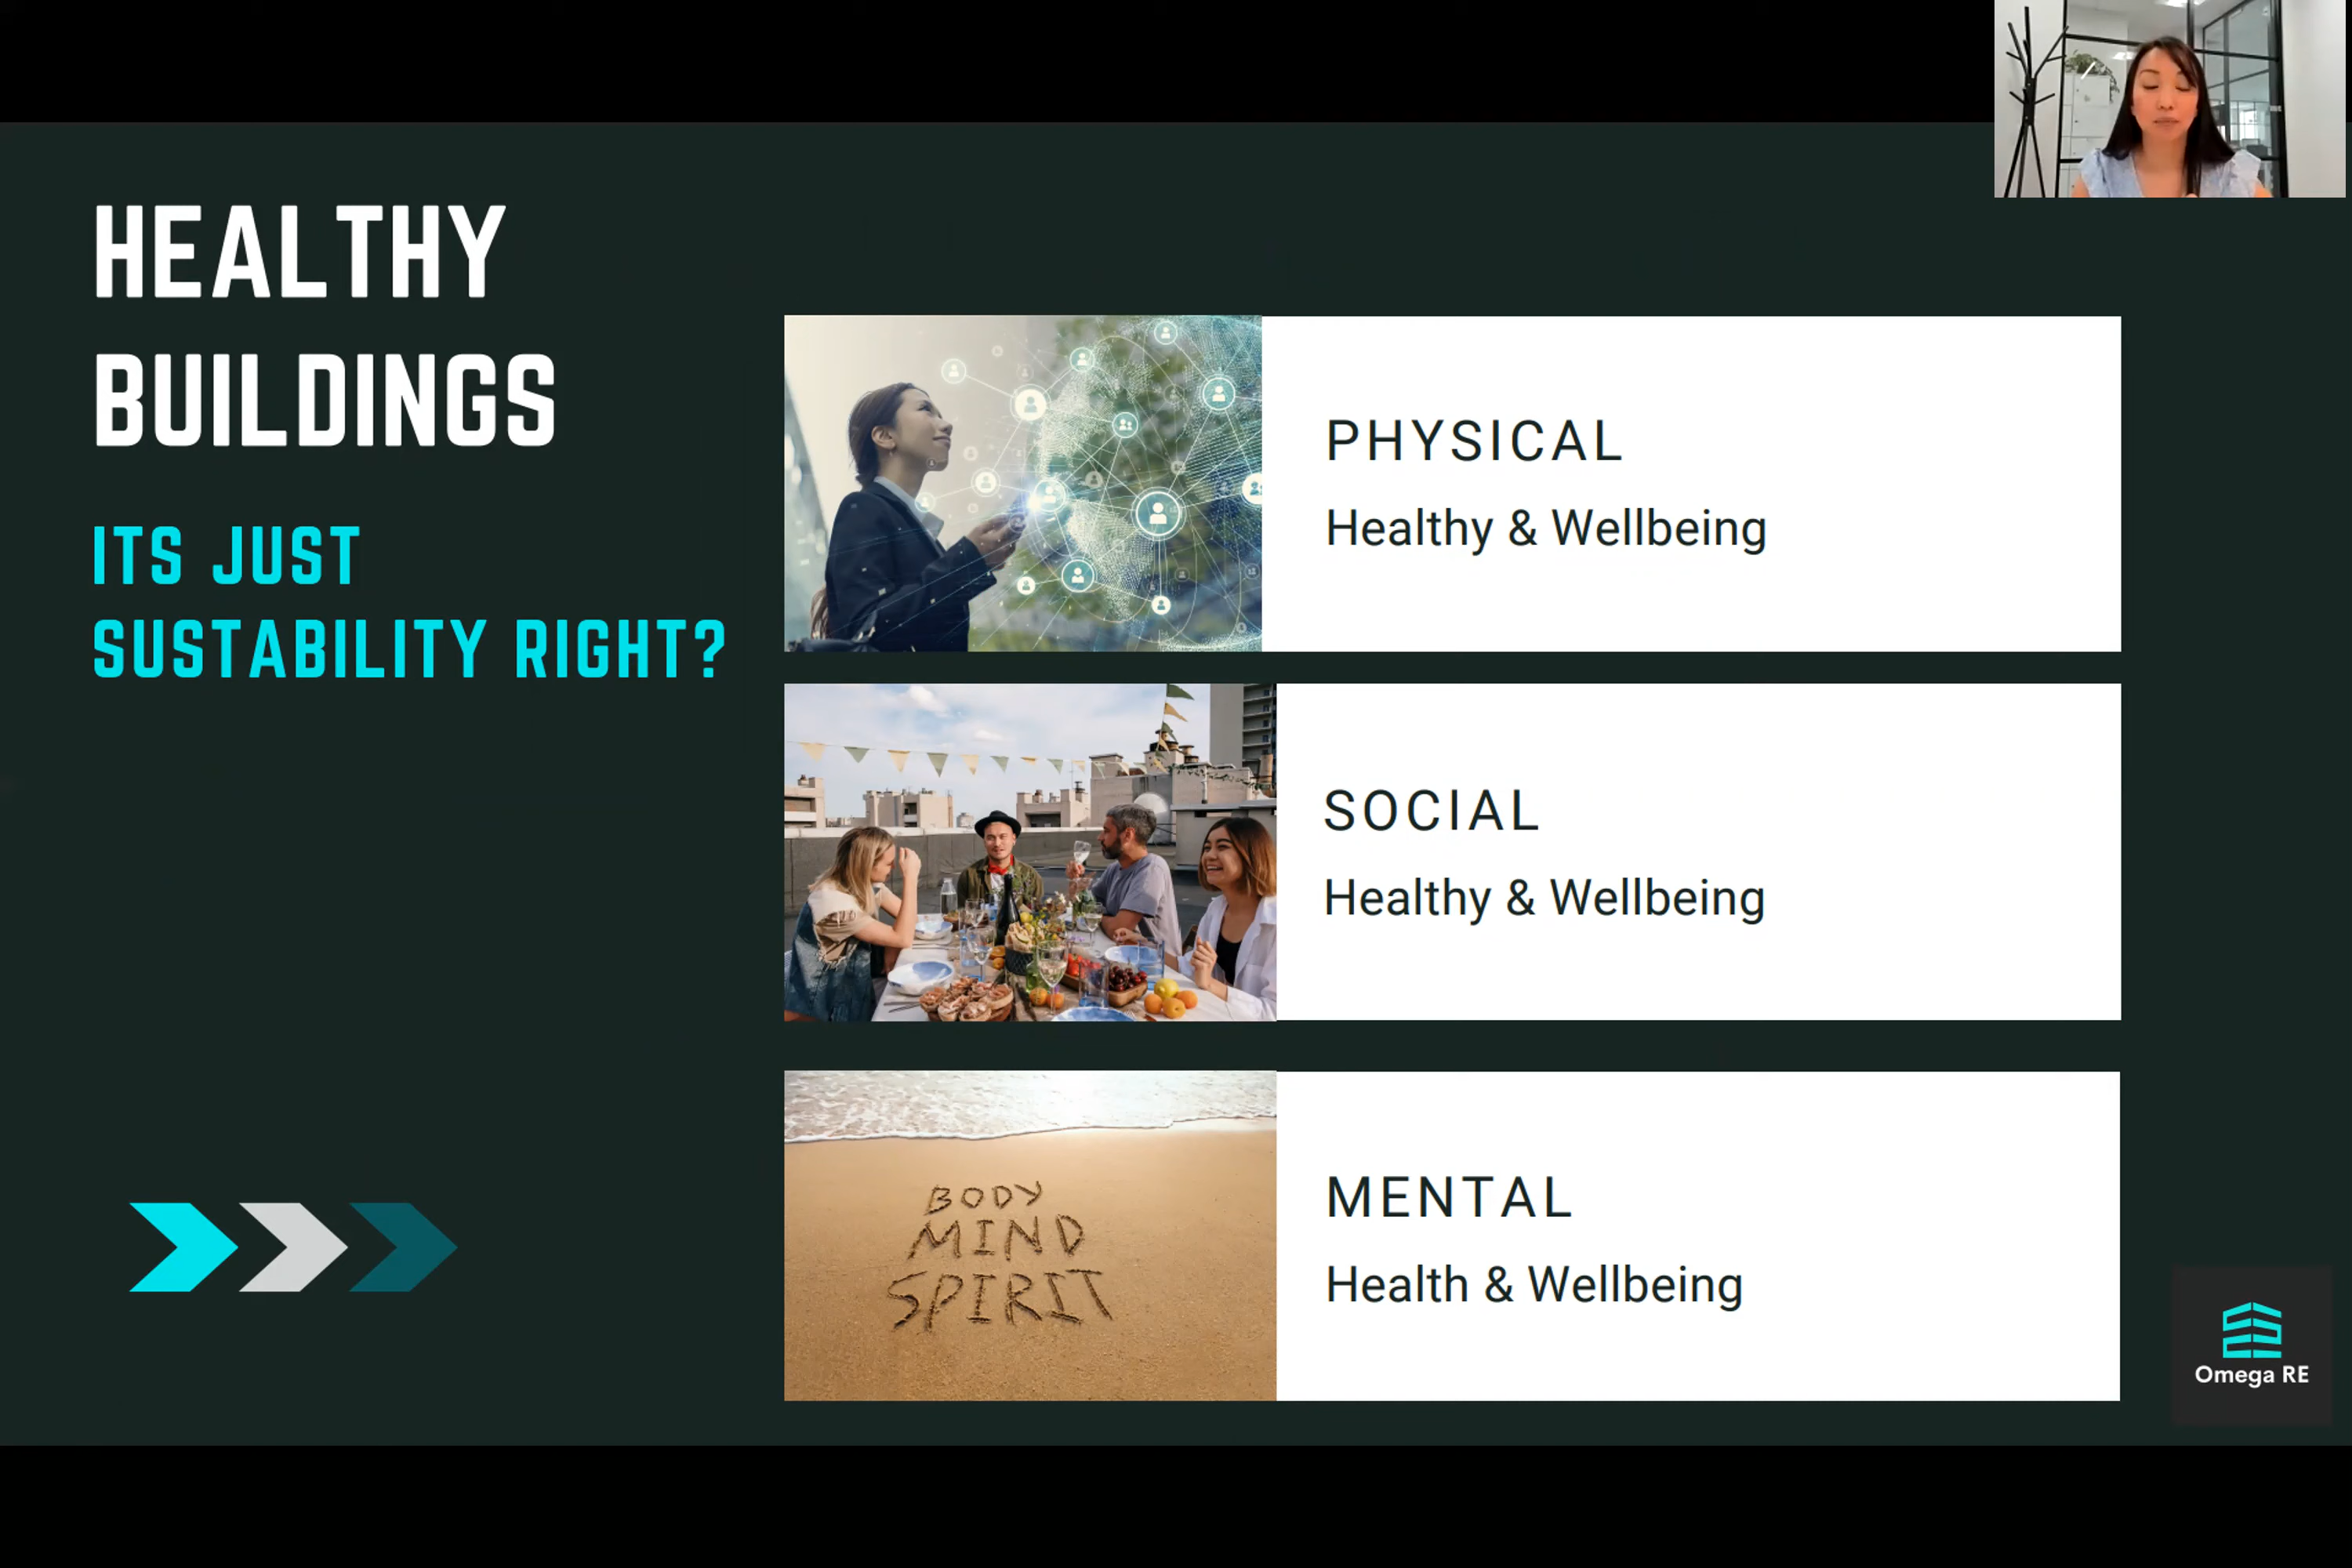 HEALTHY
BUILDINGS
ITS JUST
SUSTABILITY RIGHT?
PHYSICAL
Healthy & Wellbeing
SOCIAL
Healthy & Wellbeing
BODY
MIND
SPIRIT
MENTAL
Health & Wellbeing
Omega RE